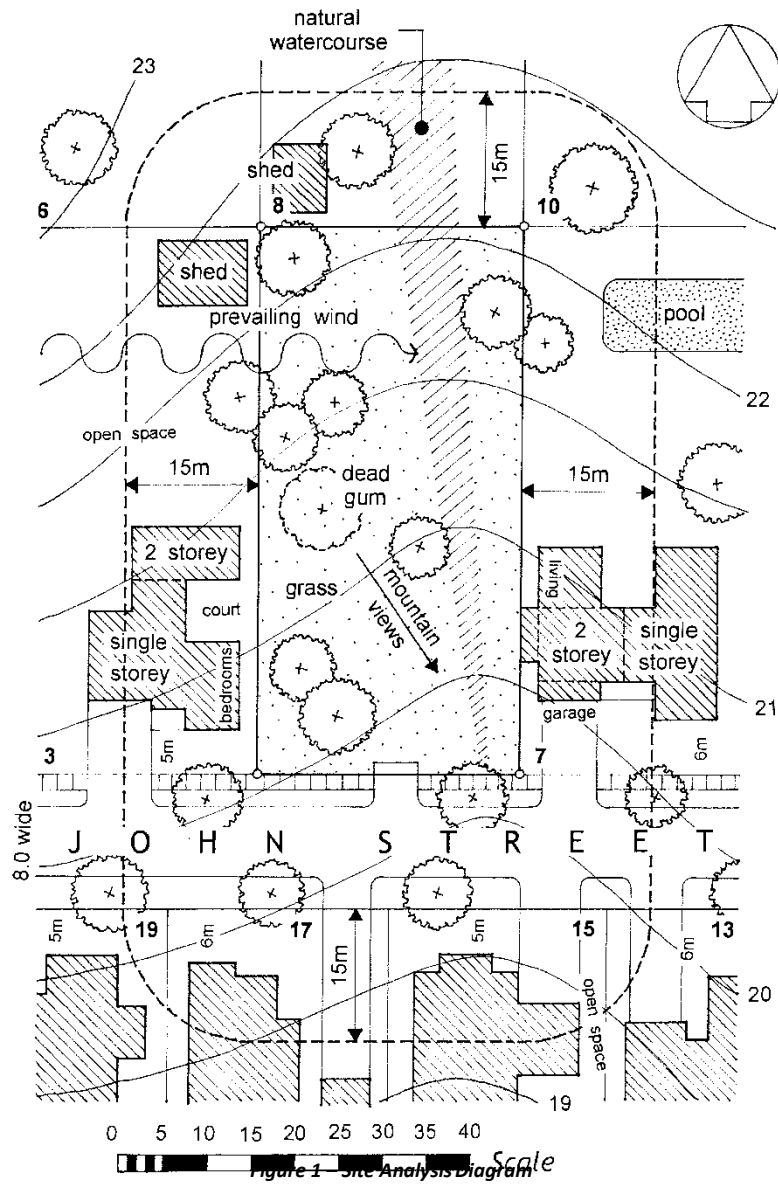 natural
watercourse
23
15m
shed
6
8
10
shed
prevailing wind
pool
22
open space
15m
15m
dead
gum
grass
mountain
views
2 storey
court
living
single
storey
bedrooms
2
storey
single
storey
21
garage
5m
6m
3
7
8.0 wide
JOHN STREET
19
17
15
13
5m
6m
15m
5m
6m
open space
20
19
0 5 10 15 20 25 30 35 40
Scale
Figure 1 – Site Analysis Diagram